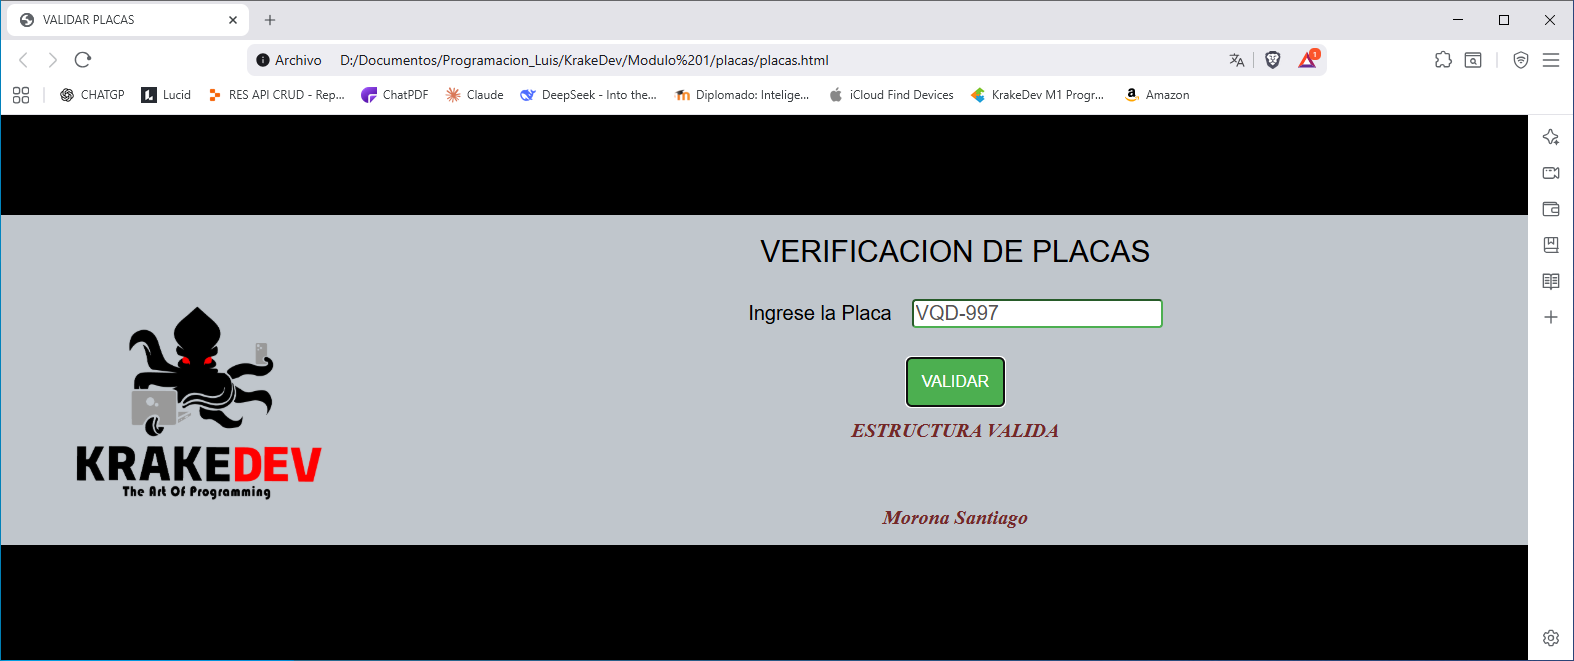 VALIDAR PLACAS
Archivo D:/Documentos/Programacion_Luis/KrakeDev/Modulo%201/placas/placas.html
1
CHATGP Lucid RES API CRUD - Rep... ChatPDF Claude DeepSeek - Into the... Diplomado: Intelige... iCloud Find Devices KrakeDev M1 Progr... Amazon
VERIFICACION DE PLACAS
Ingrese la Placa VQD-997
VALIDAR
ESTRUCTURA VALIDA
KRAKEDEV
The Art Of Programming
Morona Santiago